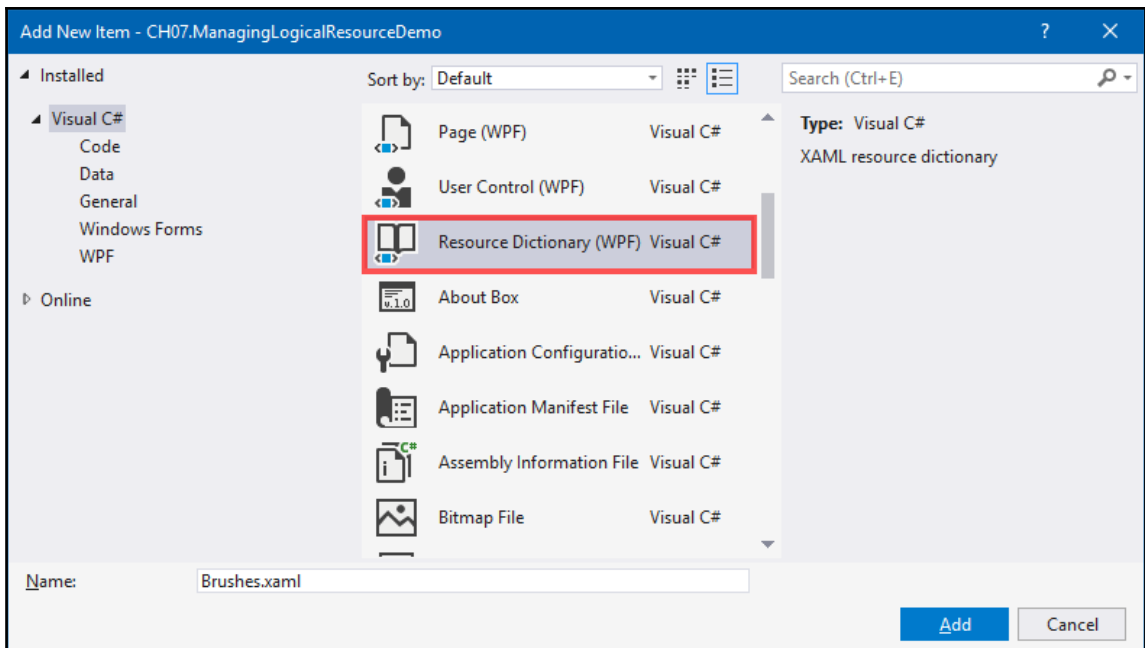 Add New Item - CH07.ManagingLogicalResourceDemo
Installed
Sort by: Default
Search (Ctrl+E)
Visual C#
Code
Data
General
Windows Forms
WPF
Online
Page (WPF) Visual C#
User Control (WPF) Visual C#
Resource Dictionary (WPF) Visual C#
About Box Visual C#
Application Configuratio... Visual C#
Application Manifest File Visual C#
Assembly Information File Visual C#
Bitmap File Visual C#
Type: Visual C#
XAML resource dictionary
Name: Brushes.xaml
Add Cancel